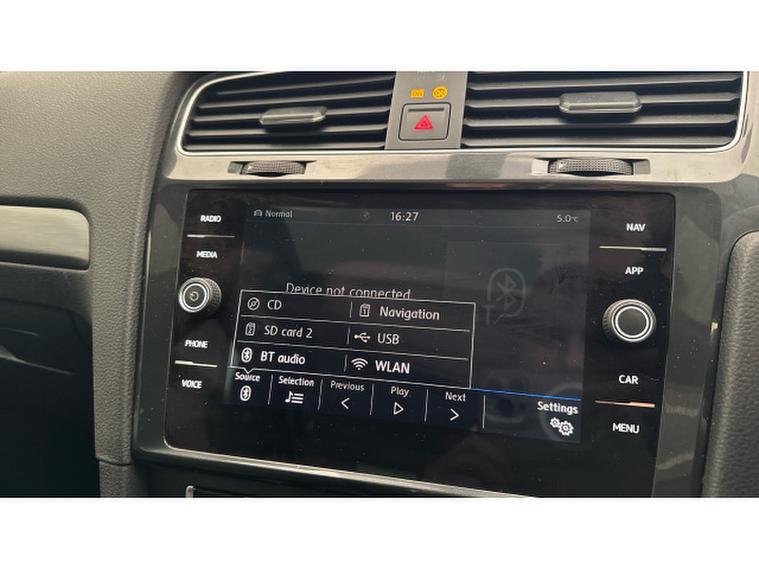 Normal 16:27 5.0°C
RADIO
MEDIA
PHONE
VOICE
Device not connected.
CD Navigation
SD card 2 USB
BT audio WLAN
Source Selection Previous Play Next Settings
NAV
APP
CAR
MENU